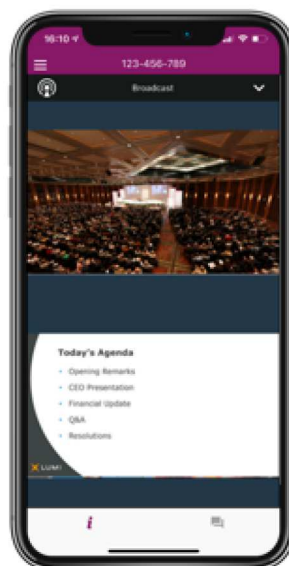 16:10
123-456-789
Broadcast
Today's Agenda
• Opening Remarks
• CEO Presentation
• Financial Update
• Q&A
• Resolutions
LUMI
i